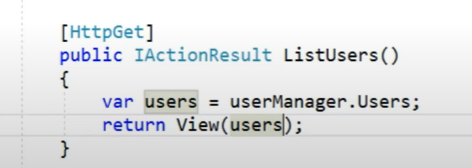 [HttpGet]
public IActionResult ListUsers()
{
    var users = userManager.Users;
    return View(users);
}